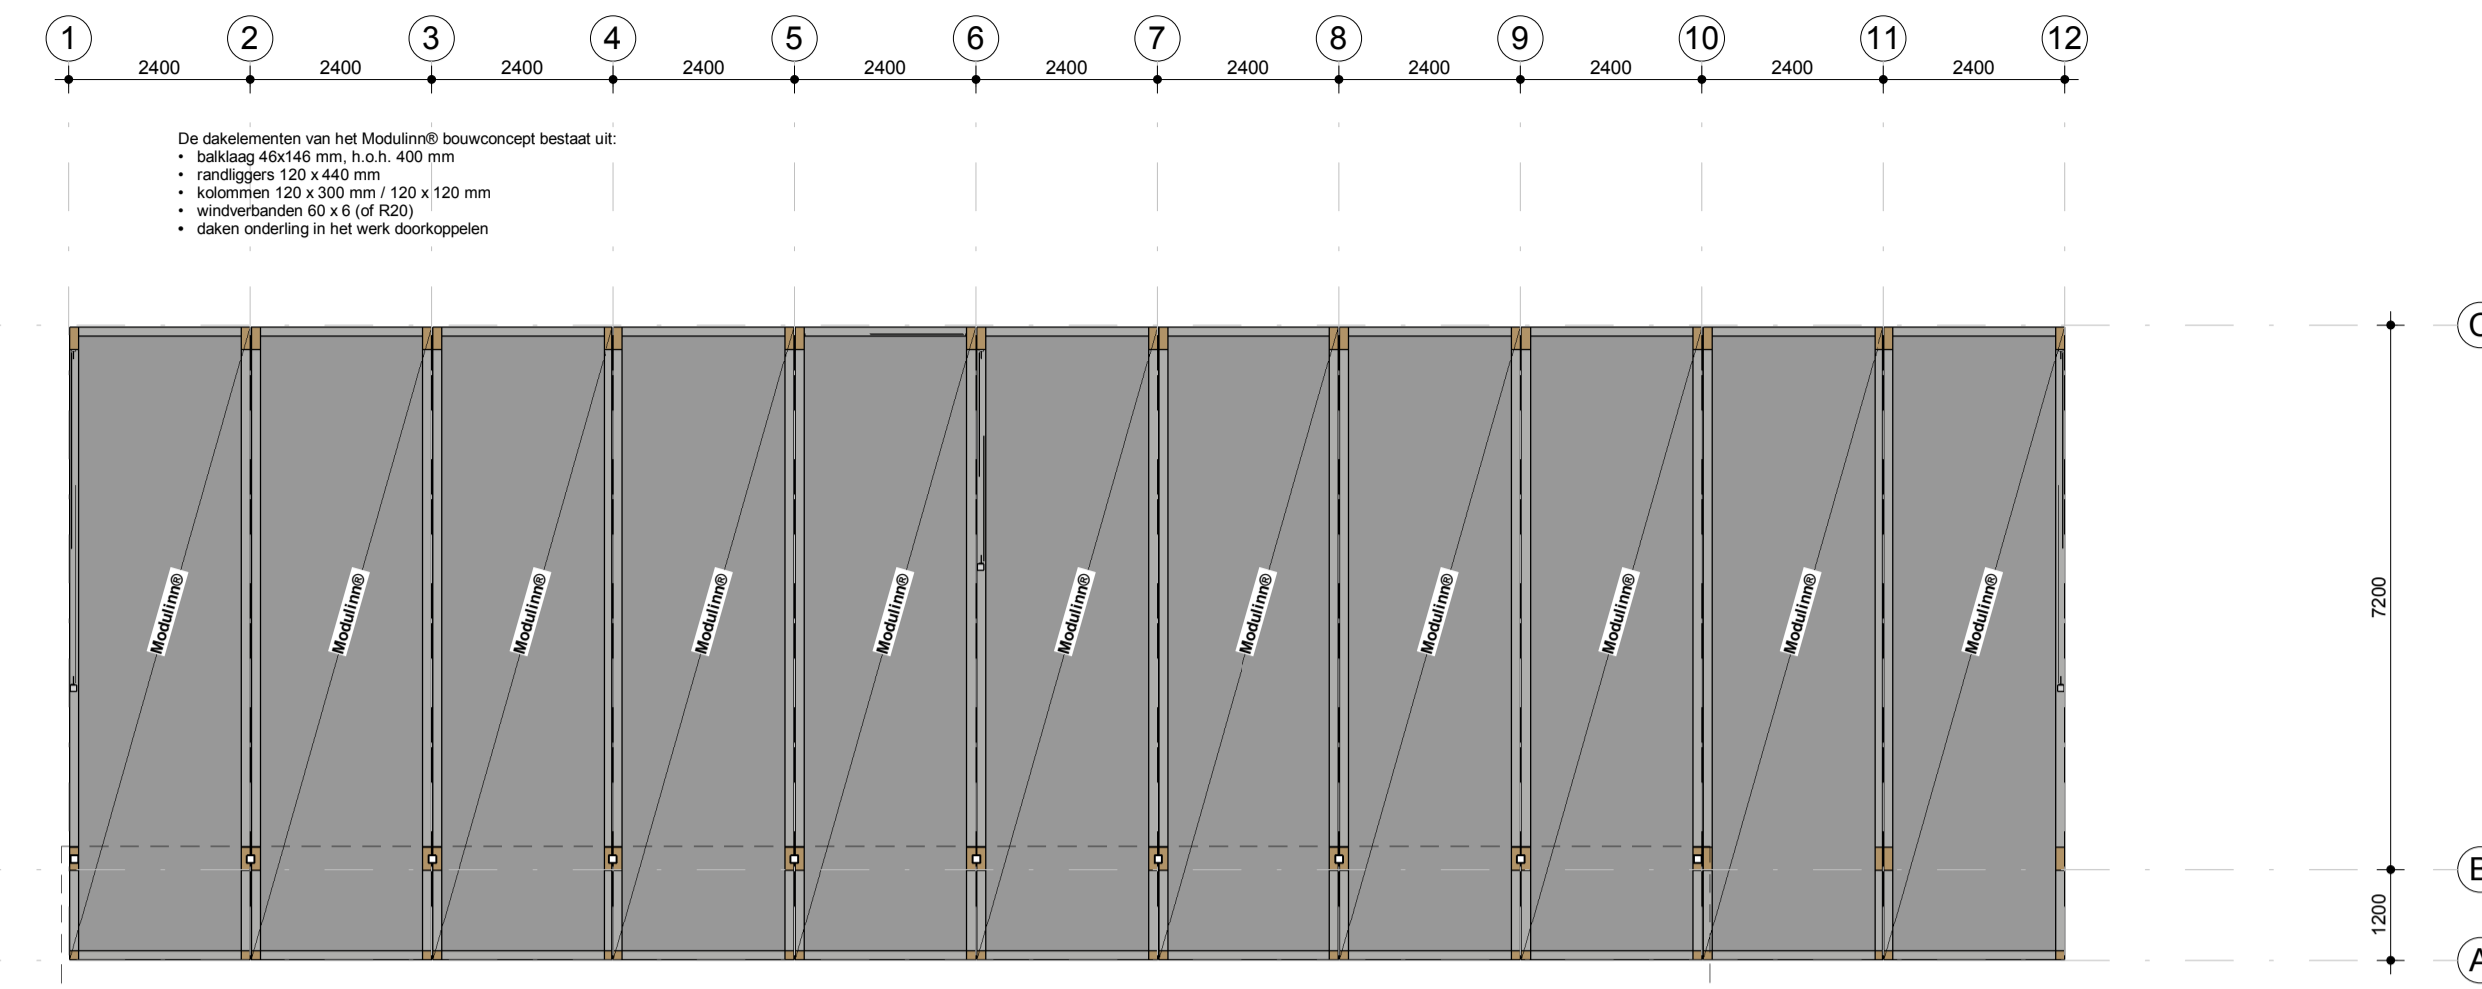 1 2 3 4 5 6 7 8 9 10 11 12
2400 2400 2400 2400 2400 2400 2400 2400 2400 2400 2400
De dakelementen van het Modulinn® bouwconcept bestaat uit:
• balklaag 46x146 mm, h.o.h. 400 mm
• randliggers 120 x 440 mm
• kolommen 120 x 300 mm / 120 x 120 mm
• windverbanden 60 x 6 (of R20)
• daken onderling in het werk doorkoppelen
Modulinn® Modulinn® Modulinn® Modulinn® Modulinn® Modulinn® Modulinn® Modulinn® Modulinn® Modulinn® Modulinn®
7200
B
1200
A